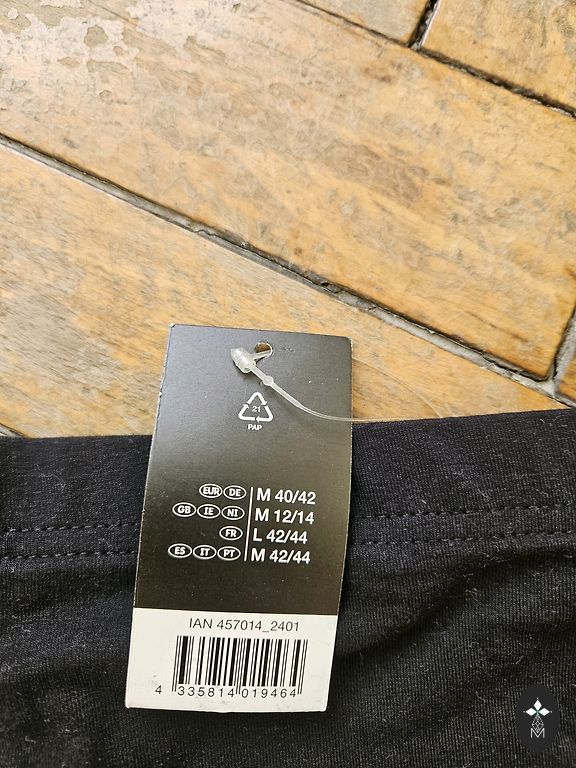 21
PAP
EUR DE M 40/42
GB IE NI M 12/14
FR L 42/44
ES IT PT M 42/44
IAN 457014_2401
4 335814 019464
M